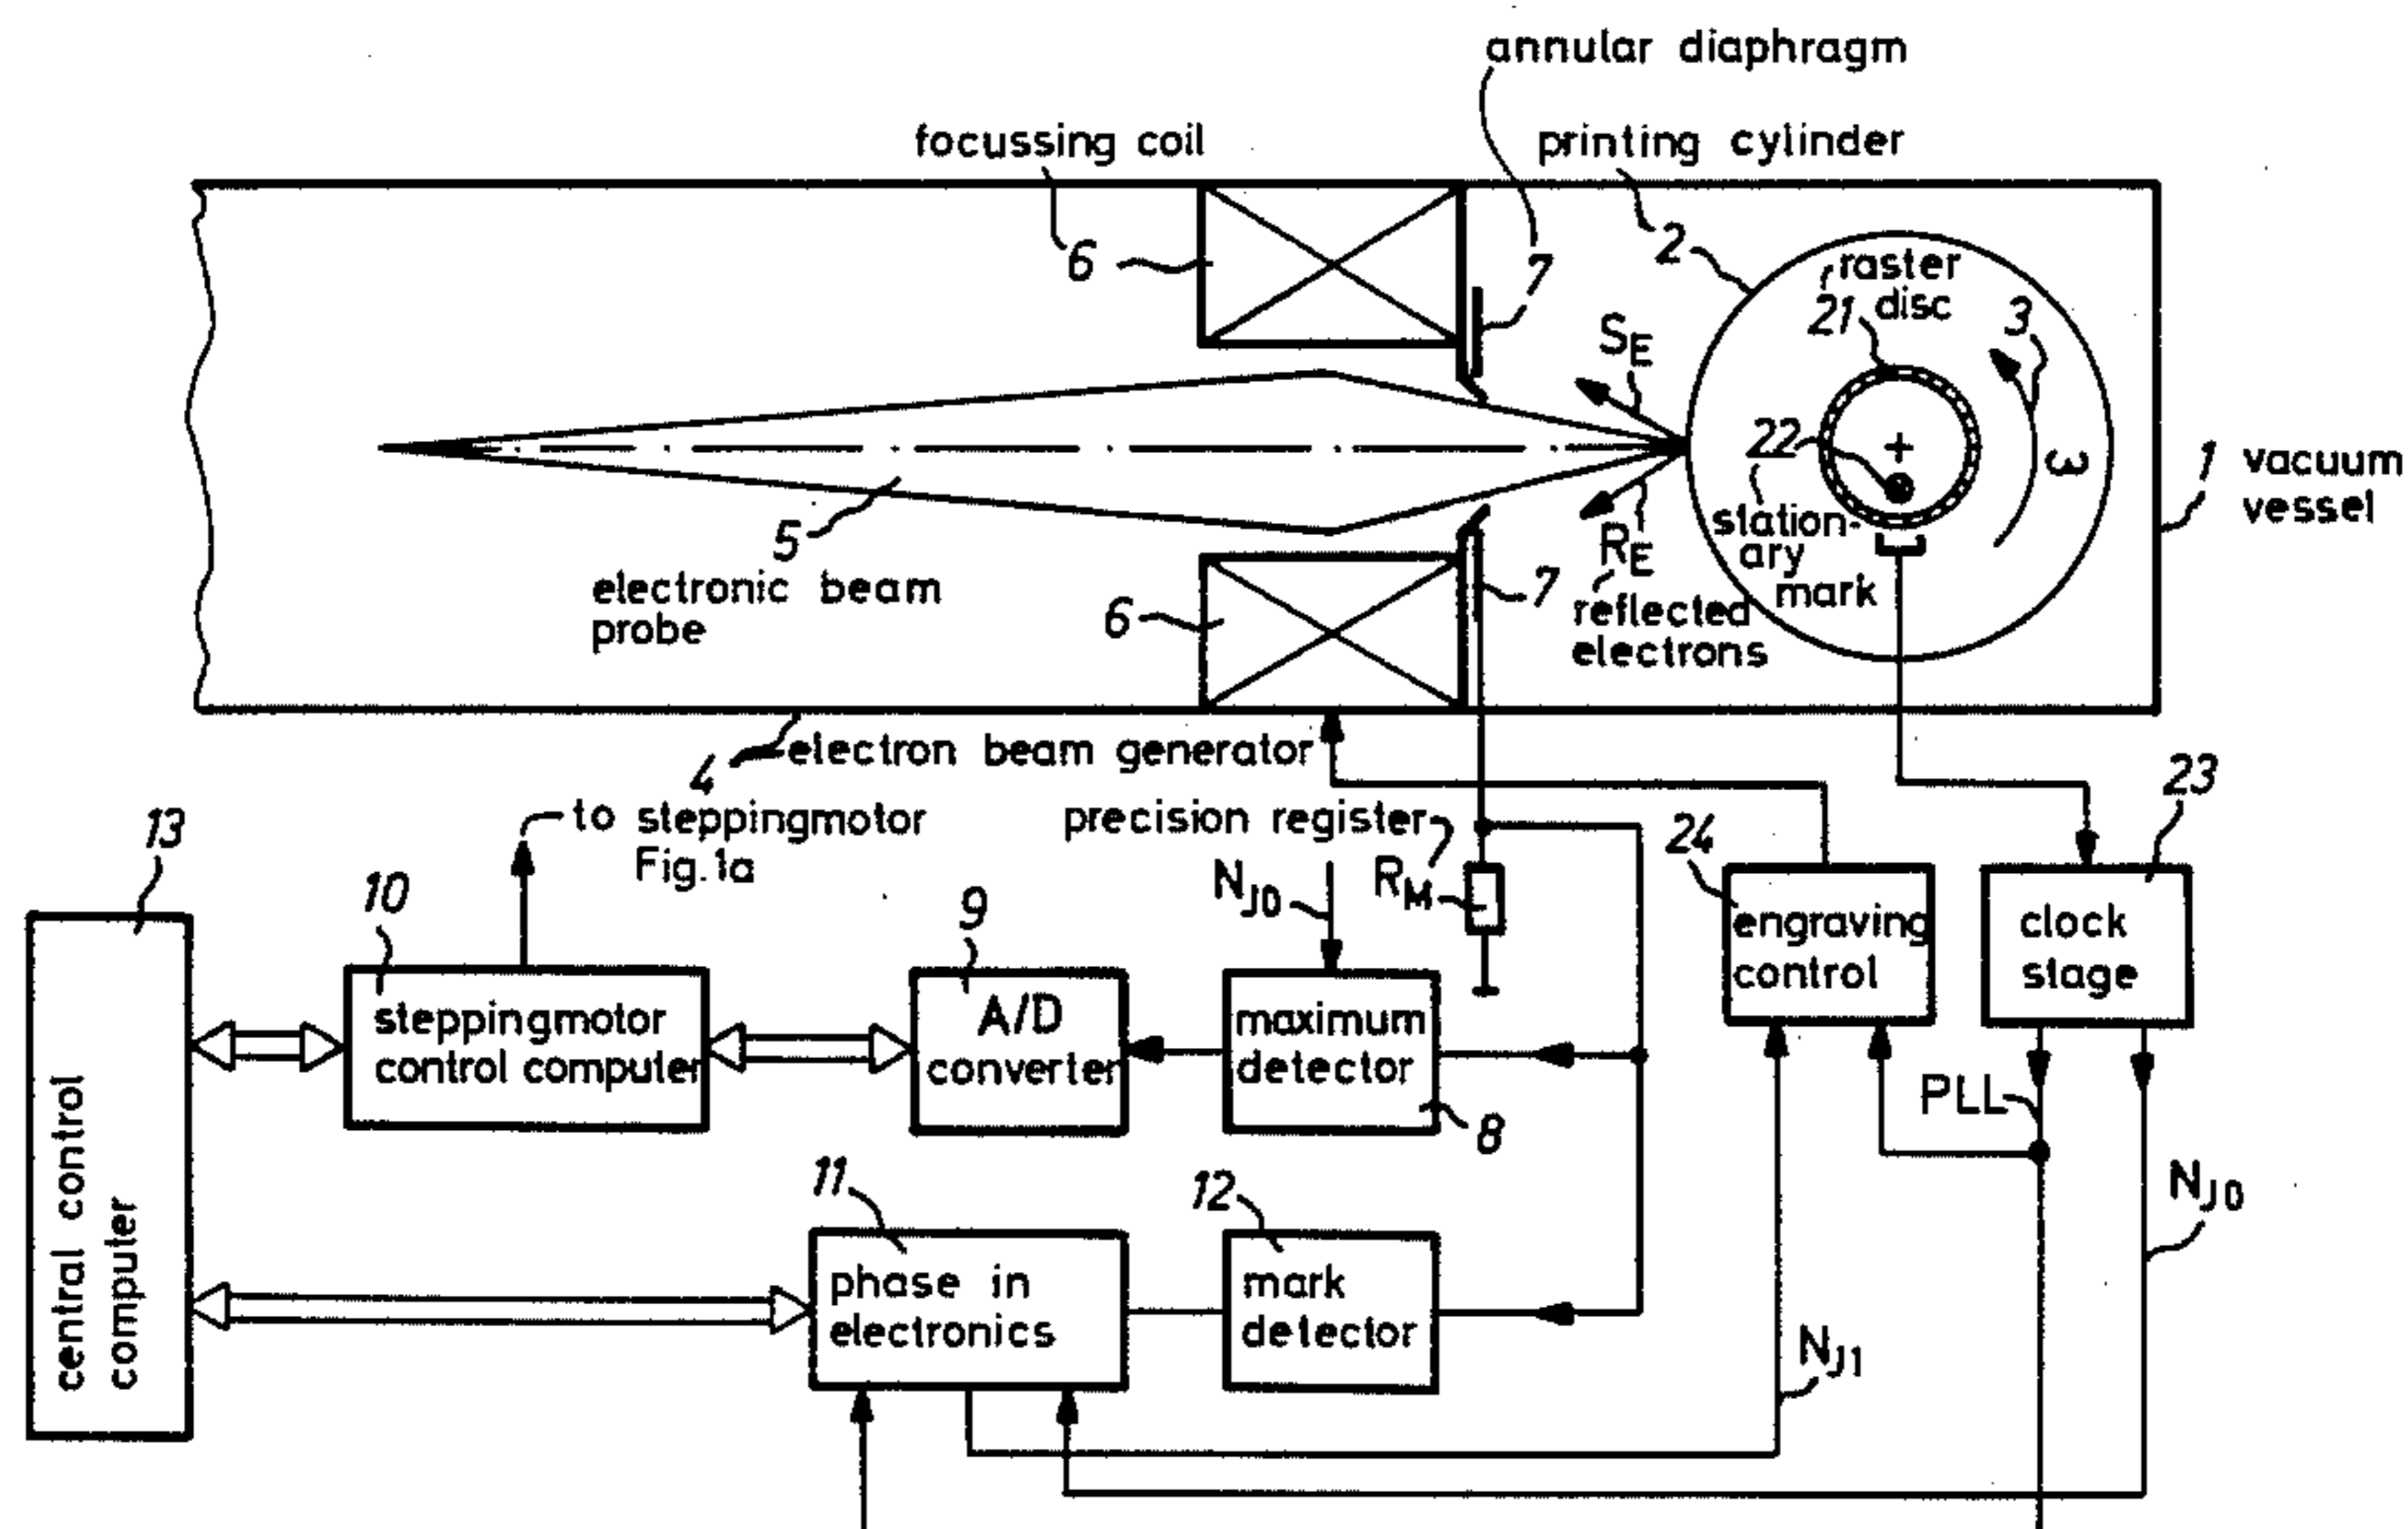 annular diaphragm
focussing coil
printing cylinder
6
7
2
raster
disc
21
3
S_E
22
ω
1 vacuum
vessel
station-
ary
mark
5
electronic beam
probe
R_E
reflected
electrons
6
7
4 electron beam generator
to steppingmotor
Fig. 1a
precision register
R_M
N_J0
13
10
9
24
23
steppingmotor
control computer
A/D
converter
maximum
detector
8
engraving
control
clock
stage
PLL
N_J0
central control
computer
11
12
phase in
electronics
mark
detector
N_J1